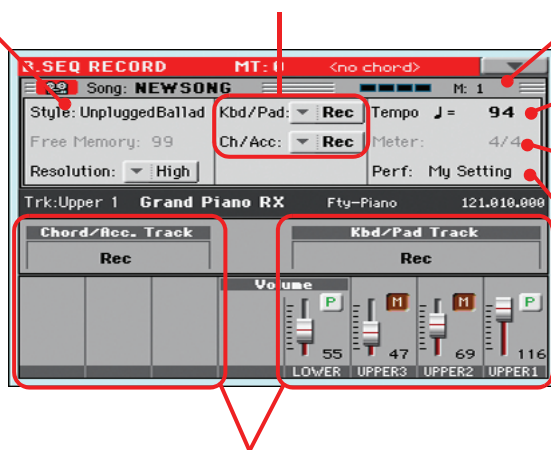 B.SEQ RECORD MT: 0 <no chord>
Song: NEWSONG M: 1
Style: UnpluggedBallad Kbd/Pad: Rec Tempo ♩ = 94
Free Memory: 99 Ch/Acc: Rec Meter: 4/4
Resolution: High Perf: My Setting
Trk:Upper 1 Grand Piano RX Fty-Piano 121.010.000
Chord/Acc. Track Kbd/Pad Track
Rec Rec
Volume
P M M P
55 47 69 116
LOWER UPPER3 UPPER2 UPPER1